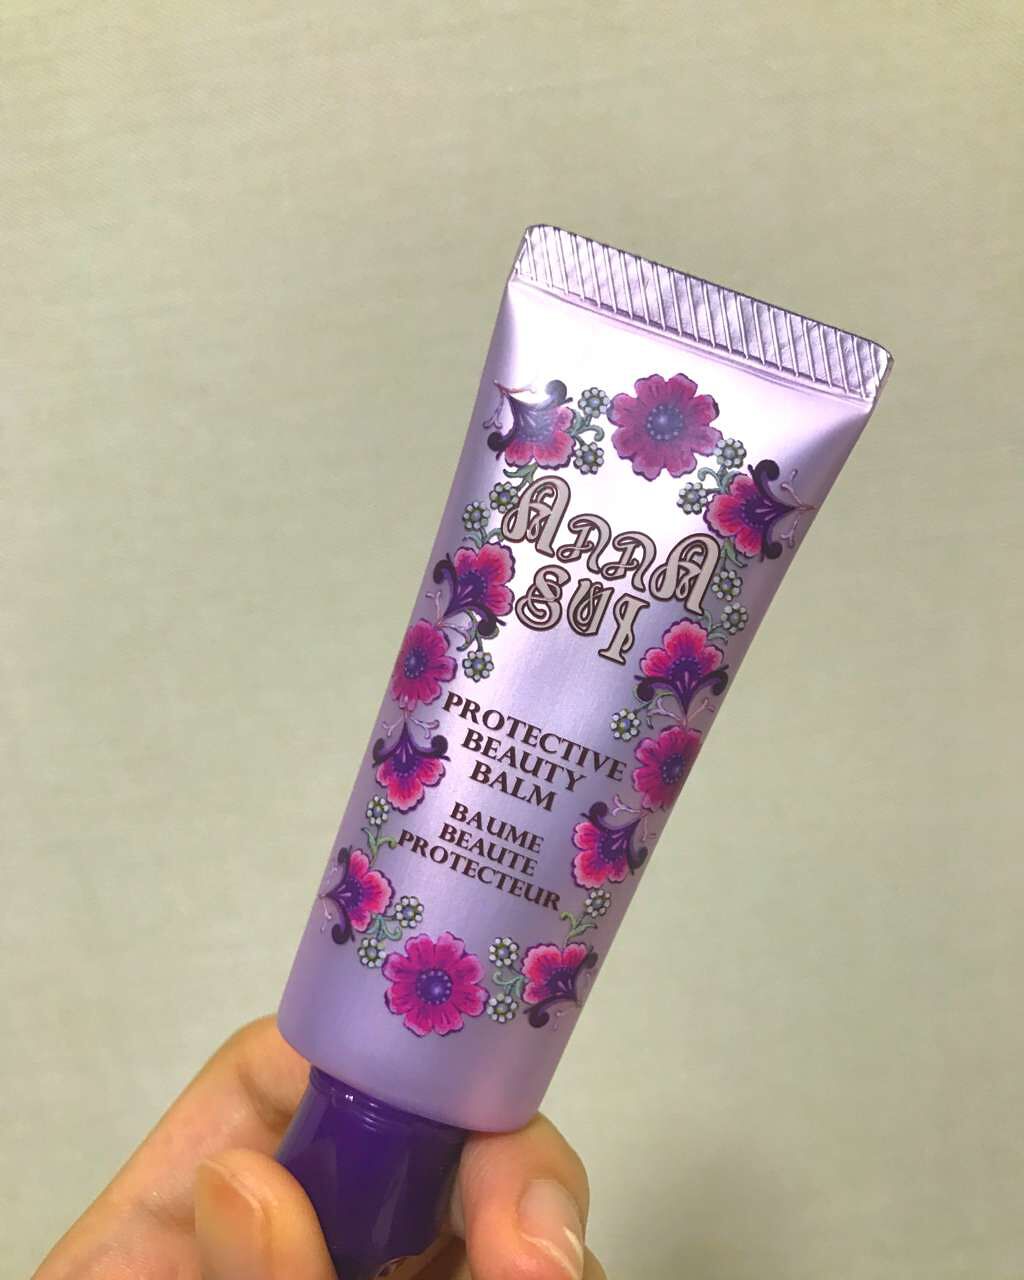 ANNA
SUI
PROTECTIVE
BEAUTY
BALM
BAUME
BEAUTE
PROTECTEUR